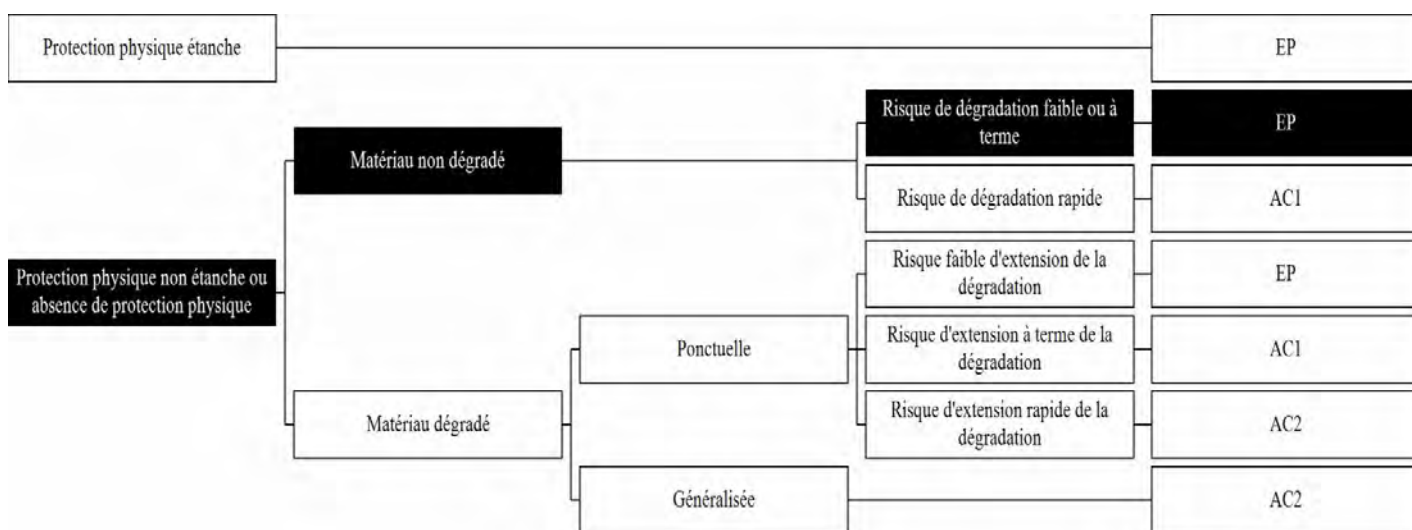 Protection physique étanche
EP
Risque de dégradation faible ou à
terme
EP
Matériau non dégradé
Risque de dégradation rapide
AC1
Protection physique non étanche ou
absence de protection physique
Risque faible d'extension de la
dégradation
EP
Ponctuelle
Risque d'extension à terme de la
dégradation
AC1
Matériau dégradé
Risque d'extension rapide de la
dégradation
AC2
Généralisée
AC2